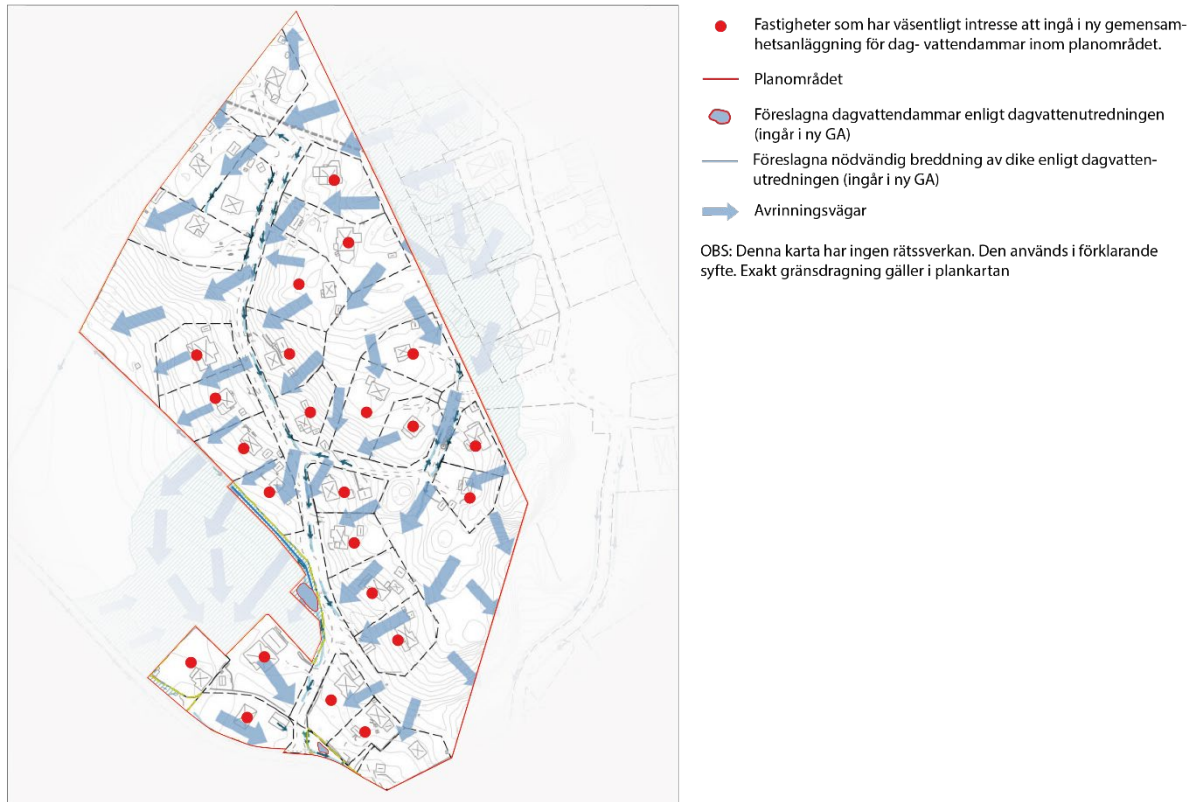 Fastigheter som har väsentligt intresse att ingå i ny gemensam-
hetsanläggning för dag- vattendammar inom planområdet.
Planområdet
Föreslagna dagvattendammar enligt dagvattenutredningen
(ingår i ny GA)
Föreslagna nödvändig breddning av dike enligt dagvatten-
utredningen (ingår i ny GA)
Avrinningsvägar
OBS: Denna karta har ingen rätssverkan. Den används i förklarande
syfte. Exakt gränsdragning gäller i plankartan